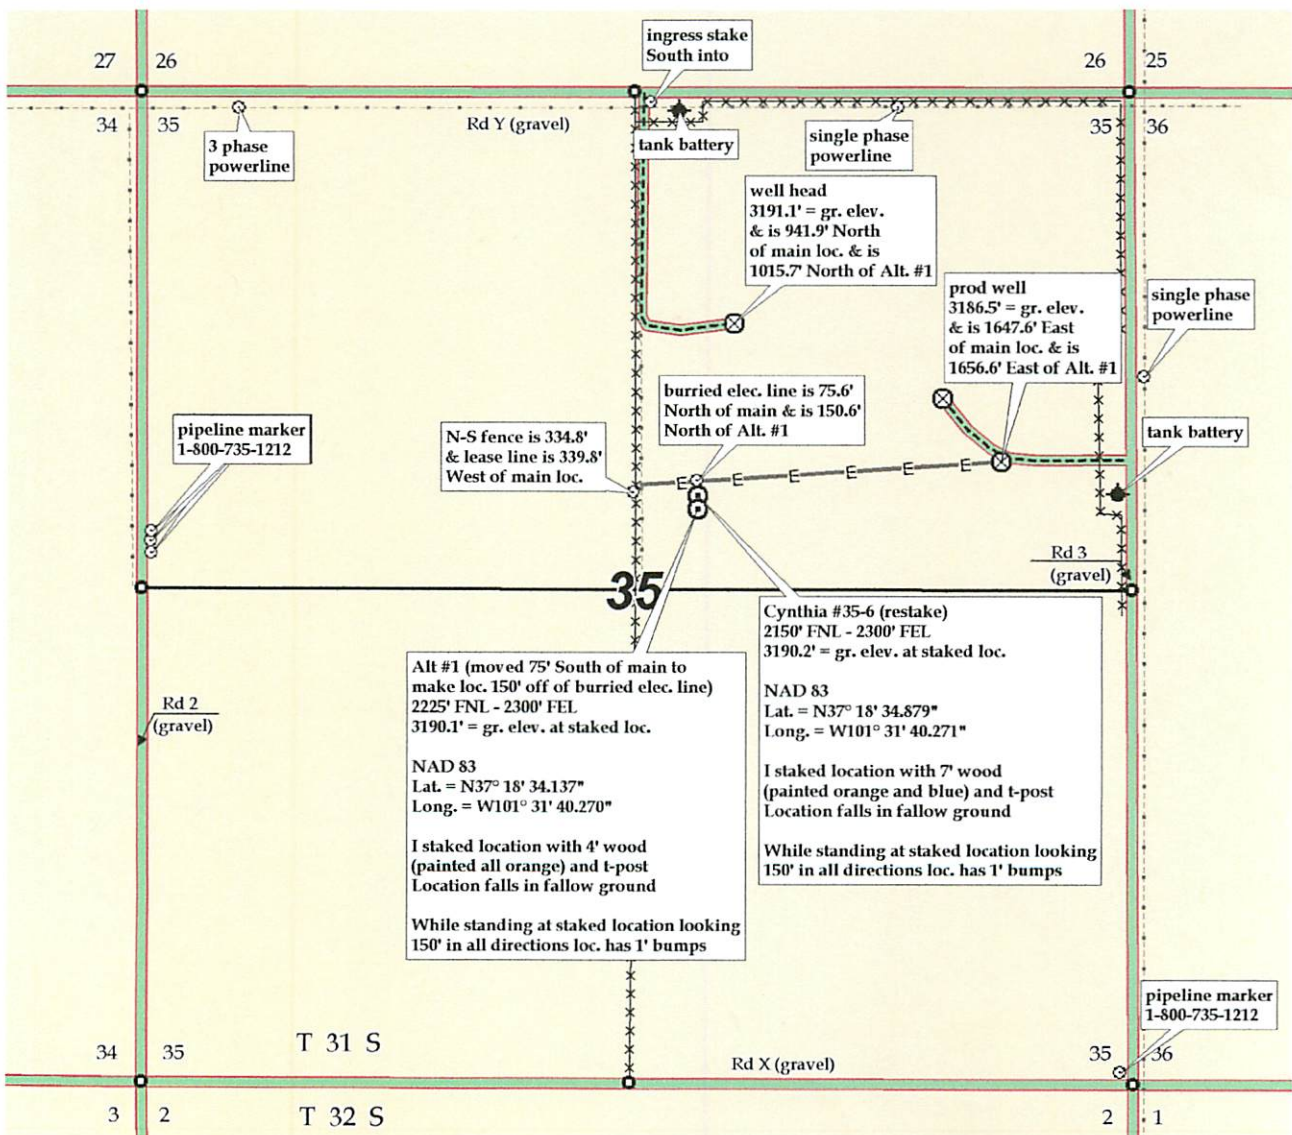 27
26
26
25
34
35
35
36
ingress stake
South into
Rd Y (gravel)
3 phase
powerline
tank battery
single phase
powerline
well head
3191.1' = gr. elev.
& is 941.9' North
of main loc. & is
1015.7' North of Alt. #1
prod well
3186.5' = gr. elev.
& is 1647.6' East
of main loc. & is
1656.6' East of Alt. #1
single phase
powerline
burried elec. line is 75.6'
North of main & is 150.6'
North of Alt. #1
pipeline marker
1-800-735-1212
N-S fence is 334.8'
& lease line is 339.8'
West of main loc.
tank battery
E
E
E
E
E
E
Rd 3
(gravel)
35
Cynthia #35-6 (restake)
2150' FNL - 2300' FEL
3190.2' = gr. elev. at staked loc.
NAD 83
Lat. = N37° 18' 34.879"
Long. = W101° 31' 40.271"
I staked location with 7' wood
(painted orange and blue) and t-post
Location falls in fallow ground
While standing at staked location looking
150' in all directions loc. has 1' bumps
Alt #1 (moved 75' South of main to
make loc. 150' off of burried elec. line)
2225' FNL - 2300' FEL
3190.1' = gr. elev. at staked loc.
NAD 83
Lat. = N37° 18' 34.137"
Long. = W101° 31' 40.270"
I staked location with 4' wood
(painted all orange) and t-post
Location falls in fallow ground
While standing at staked location looking
150' in all directions loc. has 1' bumps
Rd 2
(gravel)
pipeline marker
1-800-735-1212
T 31 S
34
35
Rd X (gravel)
35
36
3
2
T 32 S
2
1